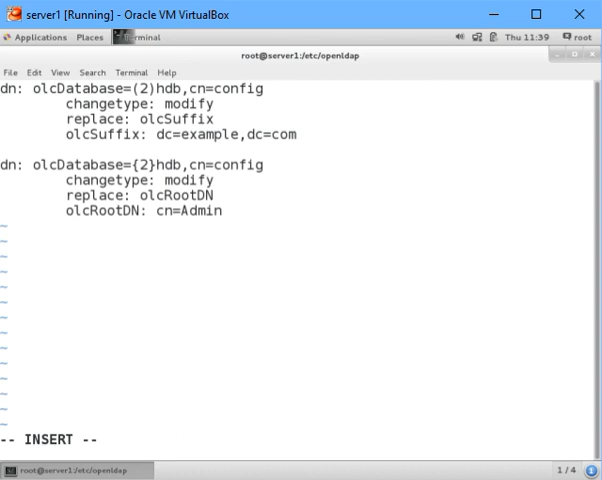 server1 [Running] - Oracle VM VirtualBox
Applications Places Terminal Thu 11:39 root
root@server1:/etc/openldap
File Edit View Search Terminal Help
dn: olcDatabase=(2)hdb,cn=config
changetype: modify
replace: olcSuffix
olcSuffix: dc=example,dc=com
dn: olcDatabase={2}hdb,cn=config
changetype: modify
replace: olcRootDN
olcRootDN: cn=Admin
~
~
~
~
~
~
~
~
~
~
~
~
~
~
-- INSERT --
root@server1:/etc/openldap 1 / 4 1